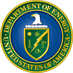 DEPARTMENT OF ENERGY
UNITED STATES OF AMERICA